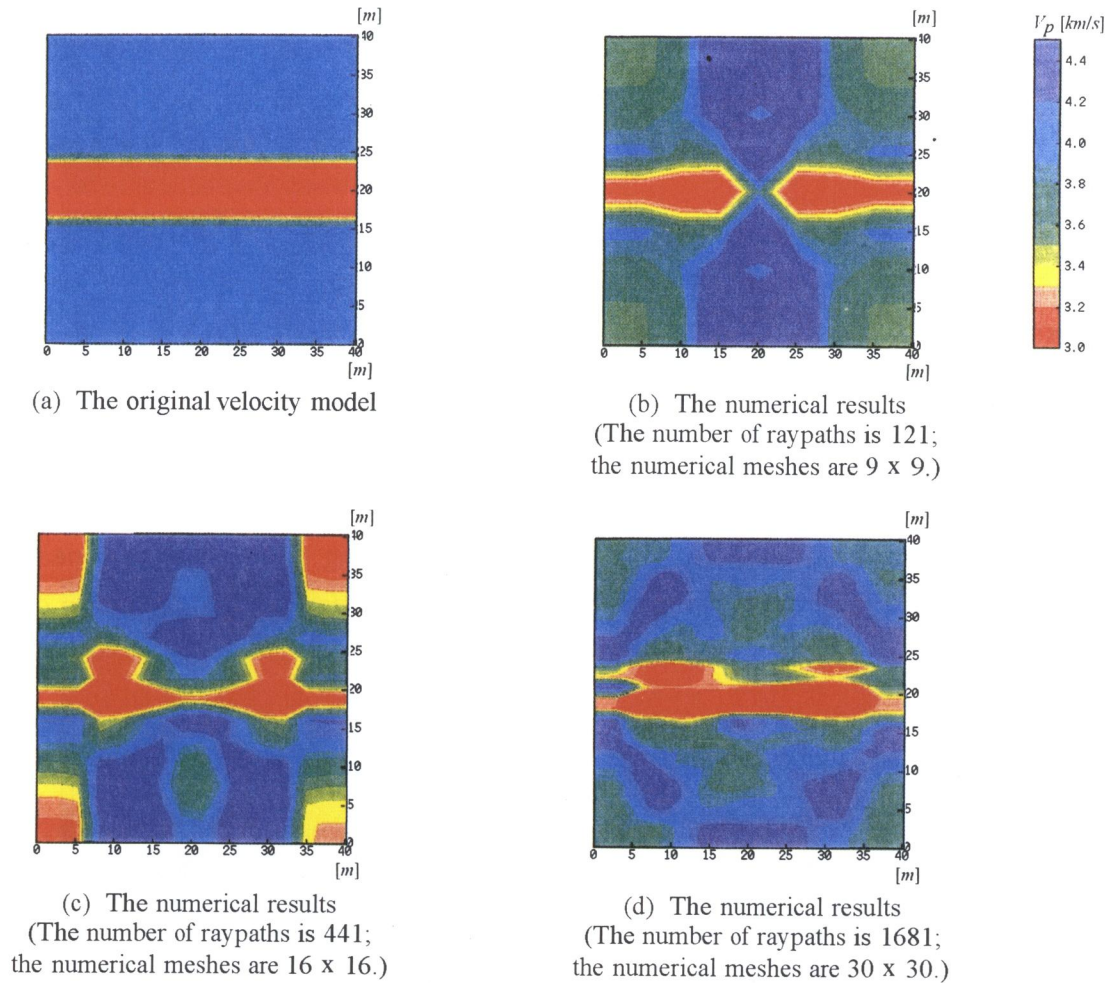 [m]
40
35
30
25
20
15
10
5
0
0 5 10 15 20 25 30 35 40
[m]
(a) The original velocity model
[m]
40
35
30
25
20
15
10
5
0
0 5 10 15 20 25 30 35 40
[m]
(b) The numerical results
(The number of raypaths is 121;
the numerical meshes are 9 x 9.)
Vp [km/s]
4.4
4.2
4.0
3.8
3.6
3.4
3.2
3.0
[m]
40
35
30
25
20
15
10
5
0
0 5 10 15 20 25 30 35 40
[m]
(c) The numerical results
(The number of raypaths is 441;
the numerical meshes are 16 x 16.)
[m]
40
35
30
25
20
15
10
5
0
0 5 10 15 20 25 30 35 40
[m]
(d) The numerical results
(The number of raypaths is 1681;
the numerical meshes are 30 x 30.)